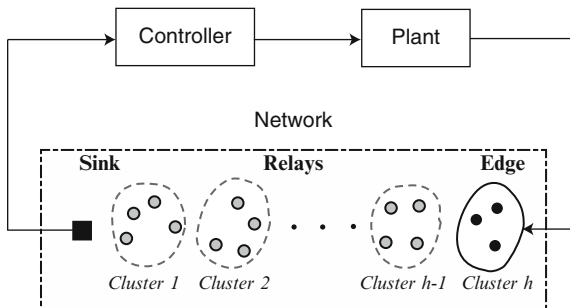 Controller
Plant
Network
Sink Relays Edge
Cluster 1 Cluster 2 Cluster h-1 Cluster h